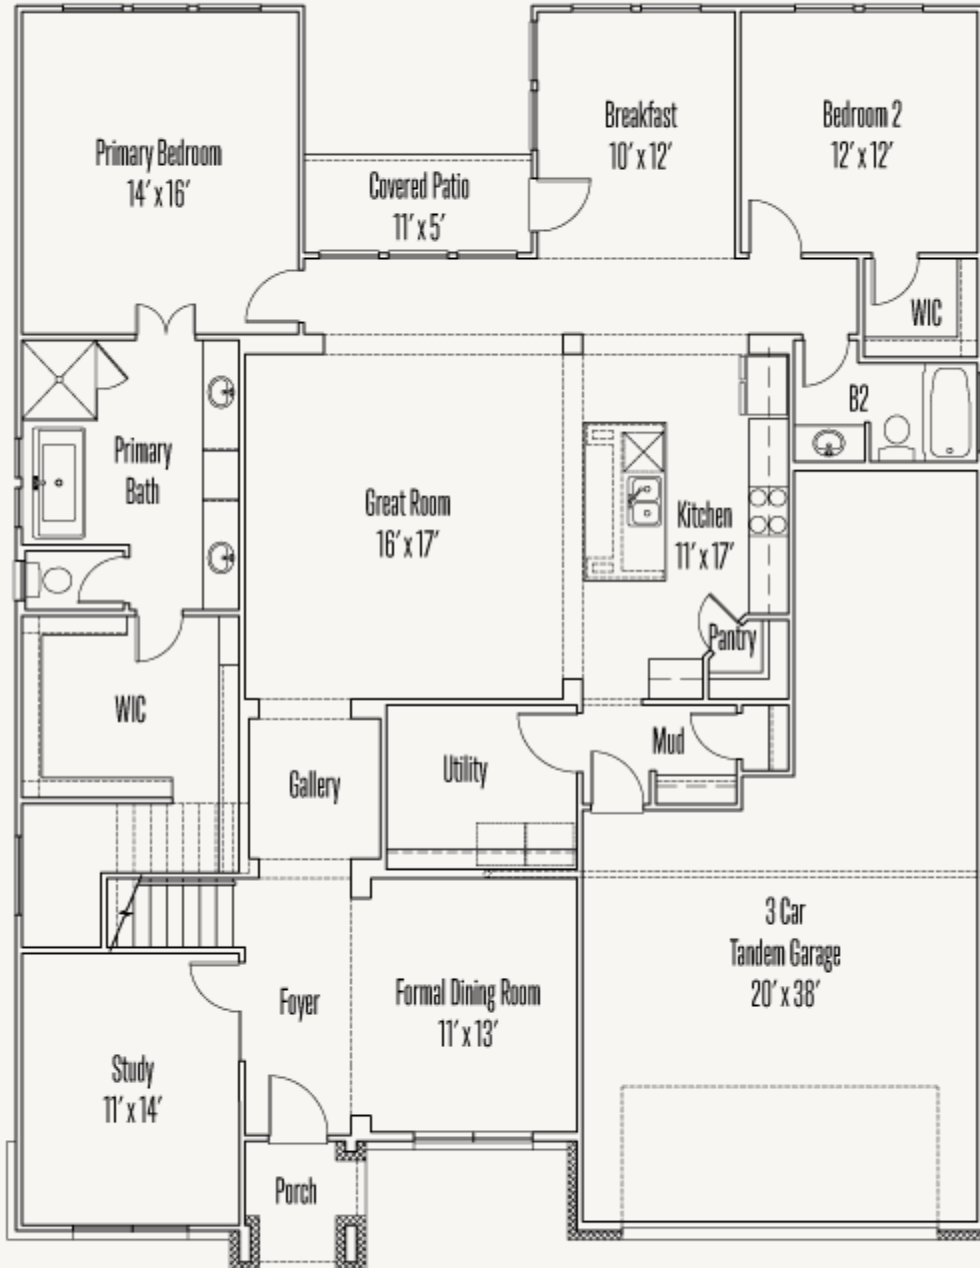 Primary Bedroom
14' x 16'
Covered Patio
11' x 5'
Breakfast
10' x 12'
Bedroom 2
12' x 12'
WIC
B2
Primary
Bath
Great Room
16' x 17'
Kitchen
11' x 17'
Pantry
WIC
Gallery
Utility
Mud
3 Car
Tandem Garage
20' x 38'
Foyer
Formal Dining Room
11' x 13'
Study
11' x 14'
Porch